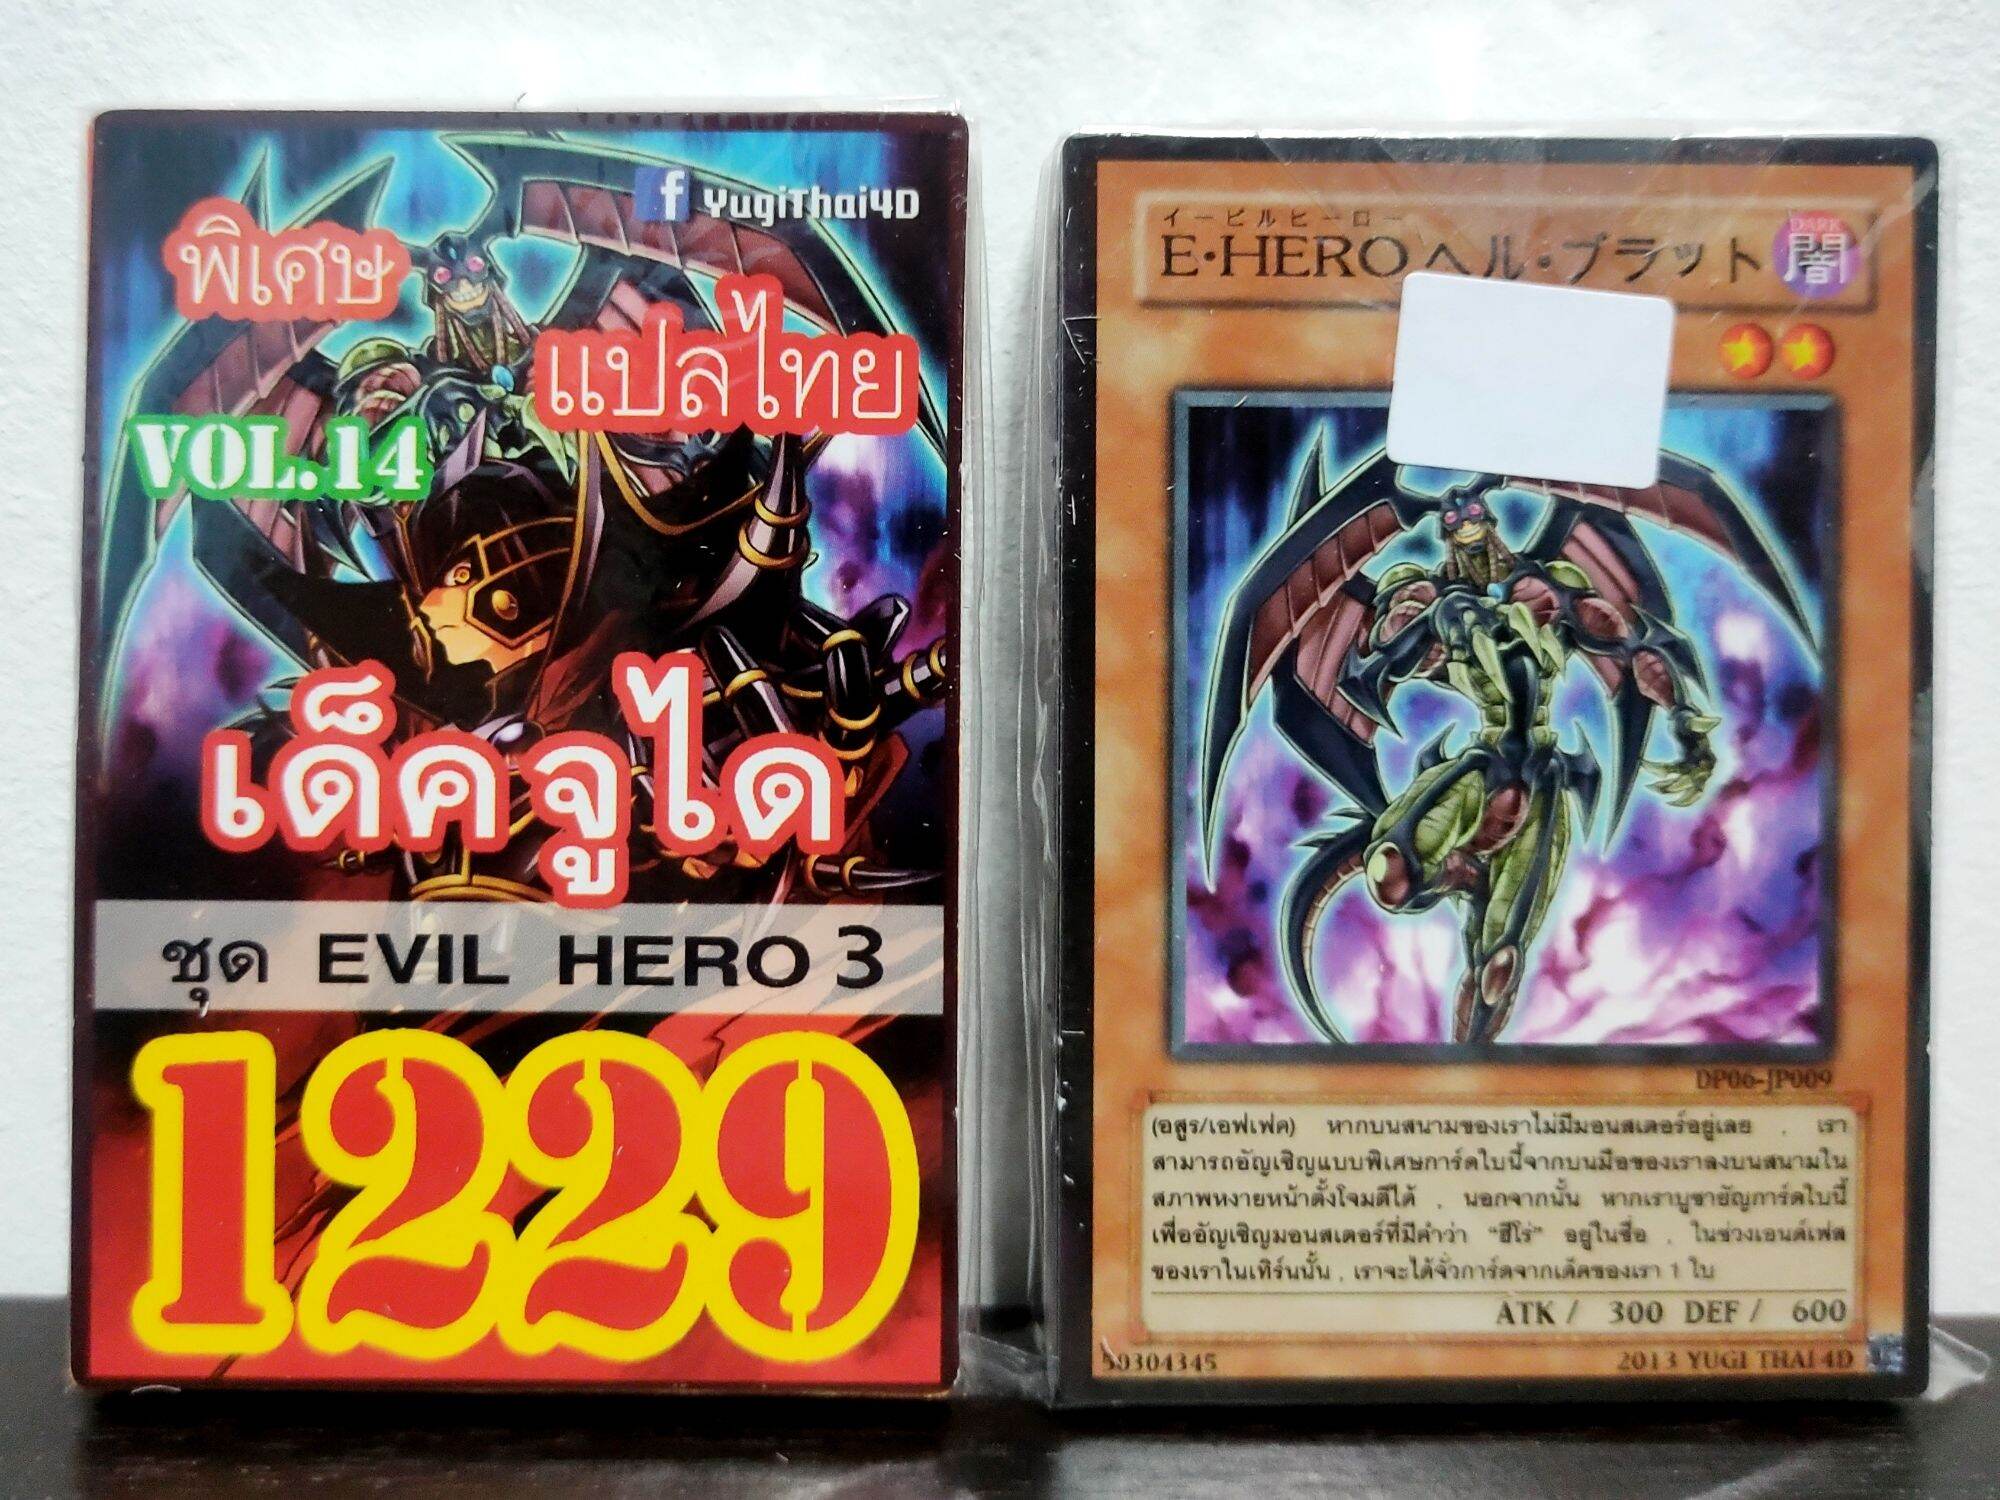 f YugiThai4D
พิเศษ
แปลไทย
VOL.14
เด็คจูได
ชุด EVIL HERO 3
1229
イービルヒーロー
E・HERO ヘル・ブラット
DARK
闇
DP06-JP009
(อสูร/เอฟเฟค) หากบนสนามของเราไม่มีมอนสเตอร์อยู่เลย , เรา
สามารถอัญเชิญแบบพิเศษการ์ดใบนี้จากบนมือของเราลงบนสนามใน
สภาพหงายหน้าตั้งโจมตีได้ , นอกจากนั้น หากเราบูชายัญการ์ดใบนี้
เพื่ออัญเชิญมอนสเตอร์ที่มีคำว่า "ฮีโร่" อยู่ในชื่อ , ในช่วงเอนด์เฟส
ของเราในเทิร์นนั้น , เราจะได้จั่วการ์ดจากเด็คของเรา 1 ใบ
ATK / 300 DEF / 600
50304345
2013 YUGI THAI 4D